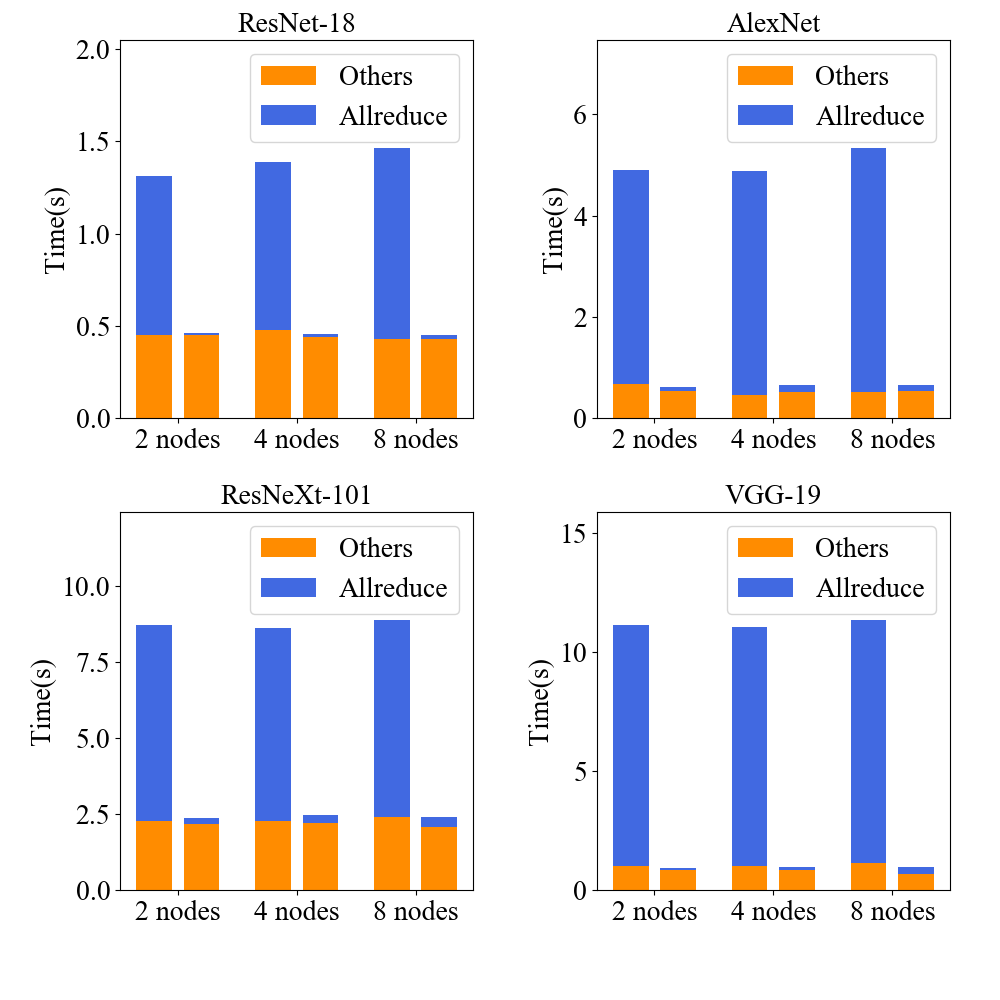 ResNet-18
2.0
1.5
1.0
0.5
0.0
Time(s)
Others
Allreduce
2 nodes 4 nodes 8 nodes
AlexNet
6
4
2
0
Time(s)
Others
Allreduce
2 nodes 4 nodes 8 nodes
ResNeXt-101
10.0
7.5
5.0
2.5
0.0
Time(s)
Others
Allreduce
2 nodes 4 nodes 8 nodes
VGG-19
15
10
5
0
Time(s)
Others
Allreduce
2 nodes 4 nodes 8 nodes